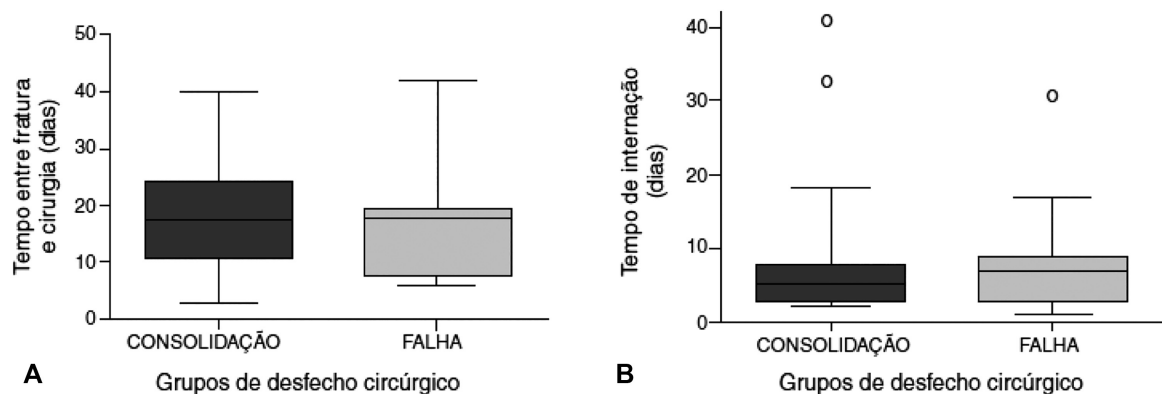 Tempo entre fratura
e cirurgia (dias)
50
40
30
20
10
0
CONSOLIDAÇÃO
FALHA
A
Grupos de desfecho circúrgico
Tempo de internação
(dias)
40
30
20
10
0
CONSOLIDAÇÃO
FALHA
B
Grupos de desfecho circúrgico